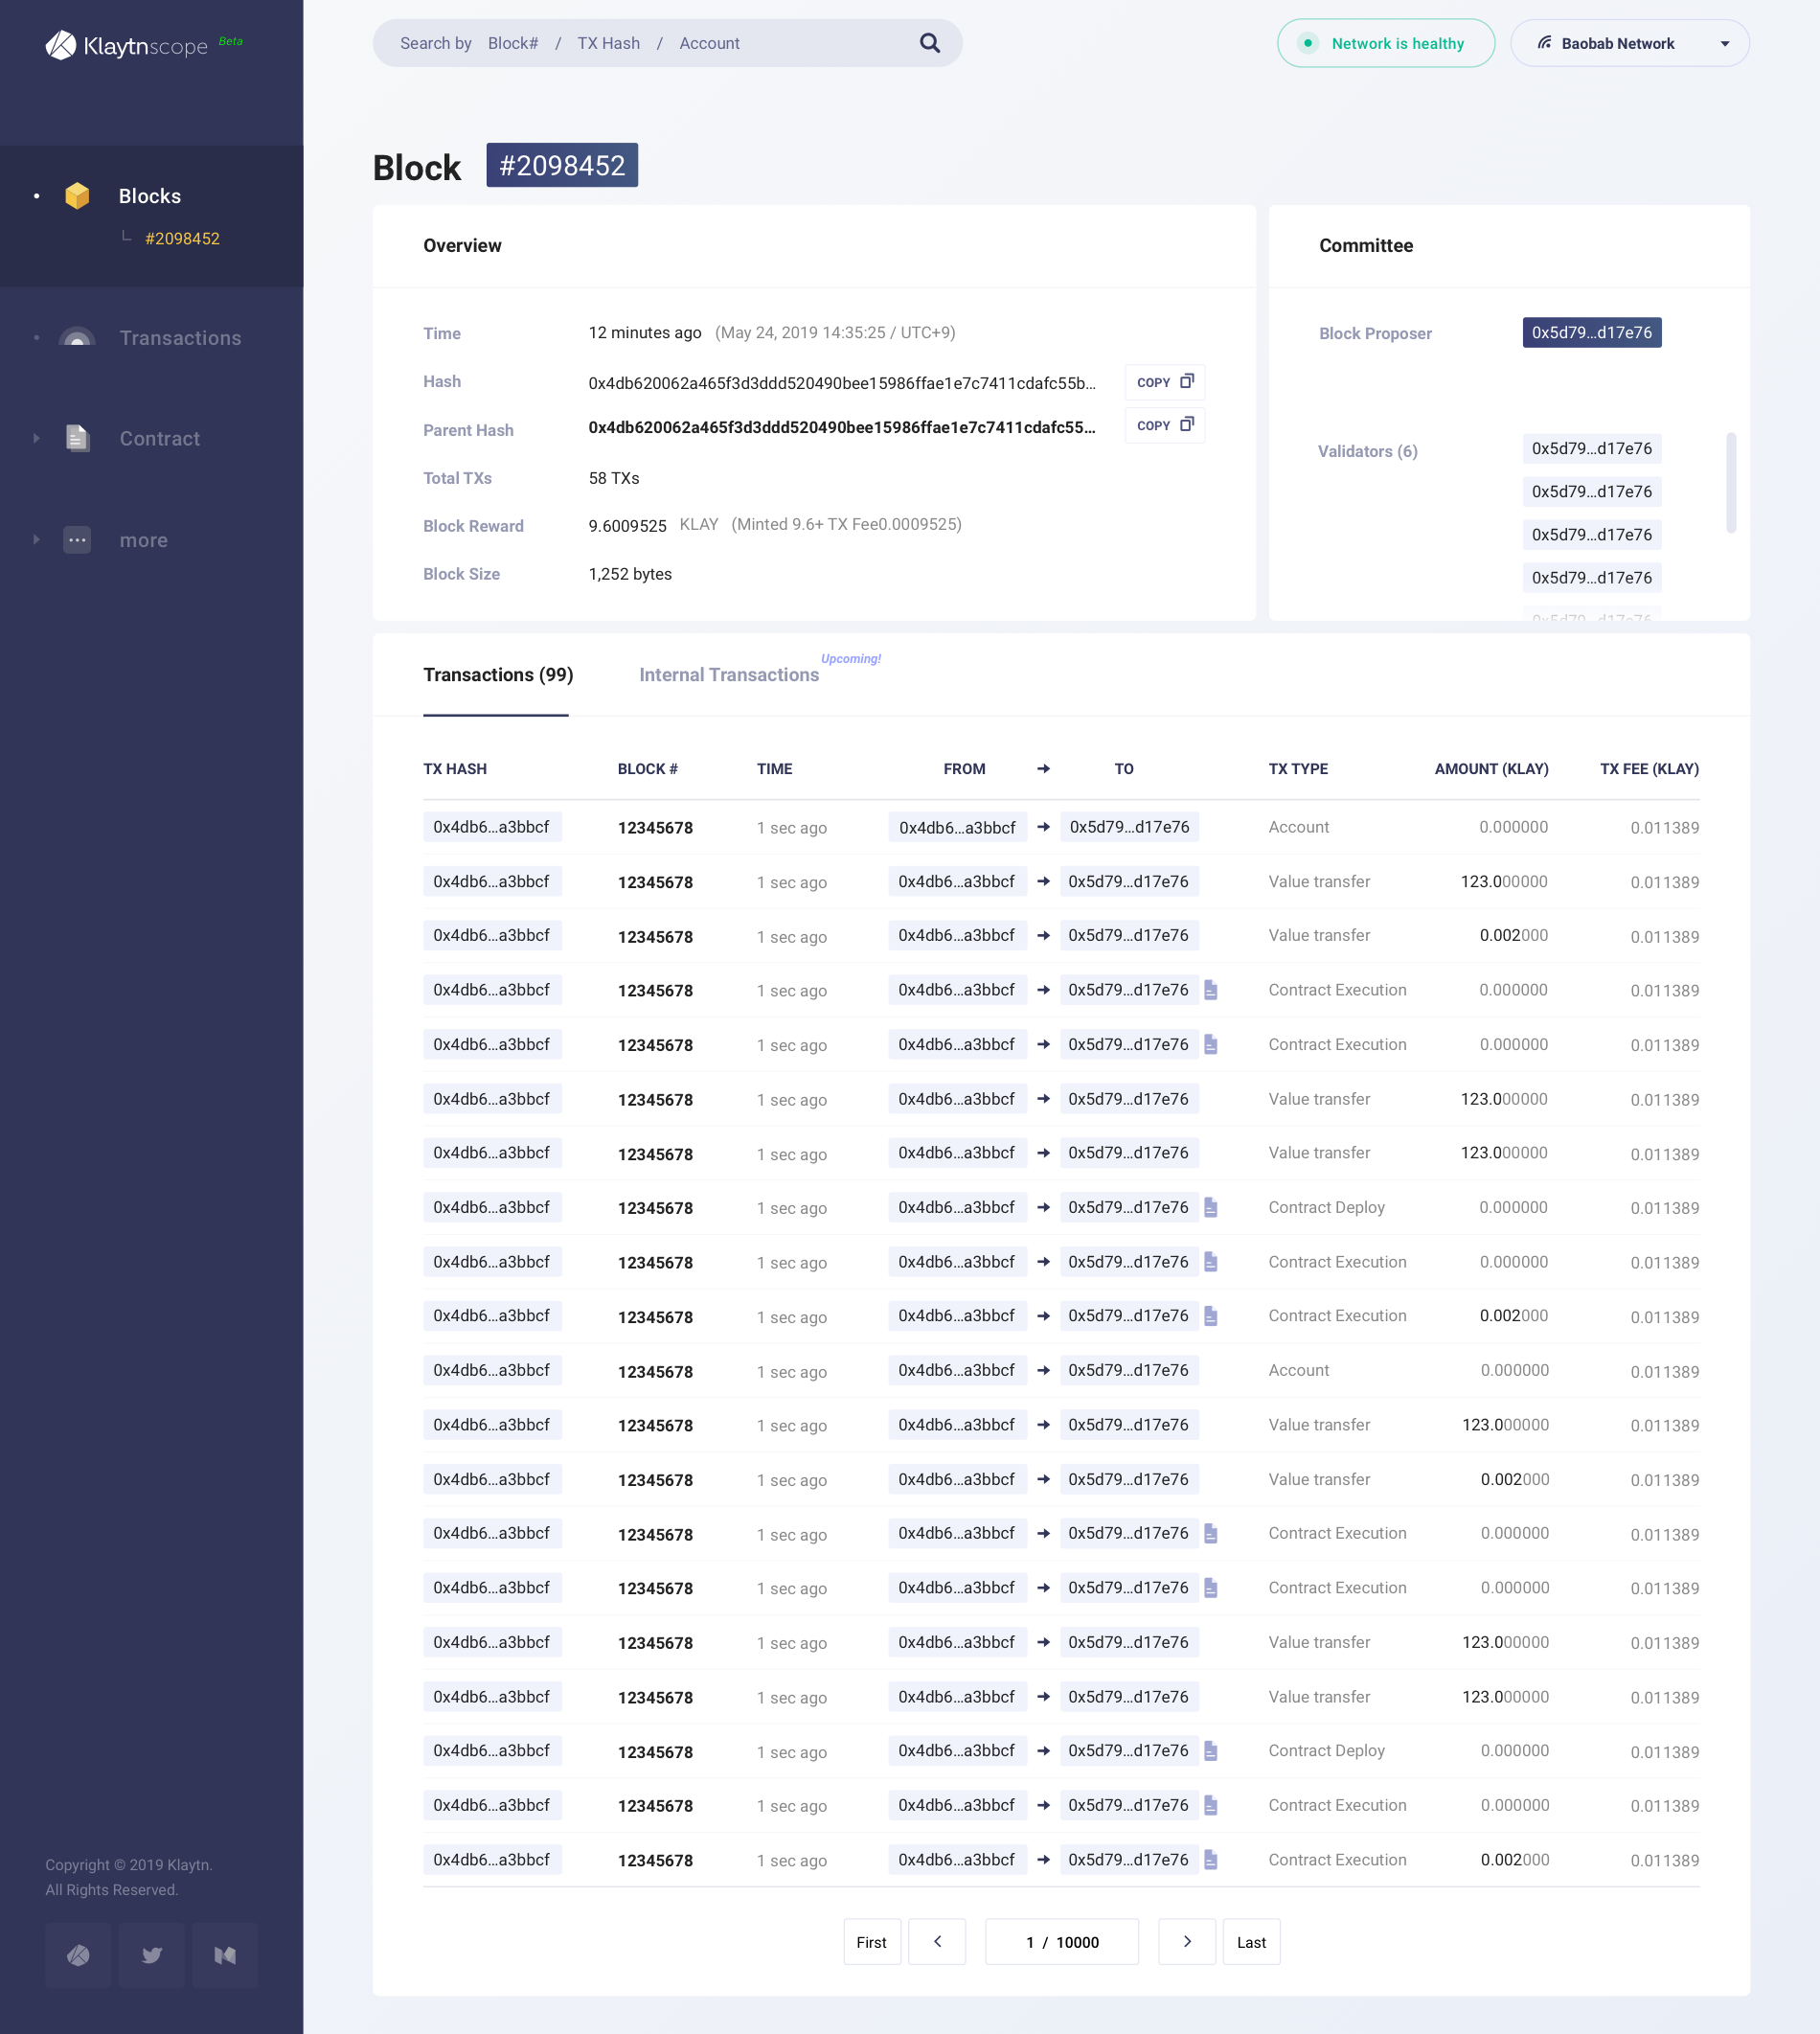 Klaytnscope Beta
Search by Block# / TX Hash / Account
Network is healthy
Baobab Network
Blocks
#2098452
Transactions
Contract
more
Block #2098452
Overview
Time 12 minutes ago (May 24, 2019 14:35:25 / UTC+9)
Hash 0x4db620062a465f3d3ddd520490bee15986ffae1e7c7411cdafc55b... COPY
Parent Hash 0x4db620062a465f3d3ddd520490bee15986ffae1e7c7411cdafc55... COPY
Total TXs 58 TXs
Block Reward 9.6009525 KLAY (Minted 9.6+ TX Fee0.0009525)
Block Size 1,252 bytes
Committee
Block Proposer 0x5d79...d17e76
Validators (6) 0x5d79...d17e76
0x5d79...d17e76
0x5d79...d17e76
0x5d79...d17e76
0x5d79...d17e76
Transactions (99) Internal Transactions Upcoming!
TX HASH BLOCK # TIME FROM TO TX TYPE AMOUNT (KLAY) TX FEE (KLAY)
0x4db6...a3bbcf 12345678 1 sec ago 0x4db6...a3bbcf 0x5d79...d17e76 Account 0.000000 0.011389
0x4db6...a3bbcf 12345678 1 sec ago 0x4db6...a3bbcf 0x5d79...d17e76 Value transfer 123.000000 0.011389
0x4db6...a3bbcf 12345678 1 sec ago 0x4db6...a3bbcf 0x5d79...d17e76 Value transfer 0.002000 0.011389
0x4db6...a3bbcf 12345678 1 sec ago 0x4db6...a3bbcf 0x5d79...d17e76 Contract Execution 0.000000 0.011389
0x4db6...a3bbcf 12345678 1 sec ago 0x4db6...a3bbcf 0x5d79...d17e76 Contract Execution 0.000000 0.011389
0x4db6...a3bbcf 12345678 1 sec ago 0x4db6...a3bbcf 0x5d79...d17e76 Value transfer 123.000000 0.011389
0x4db6...a3bbcf 12345678 1 sec ago 0x4db6...a3bbcf 0x5d79...d17e76 Value transfer 123.000000 0.011389
0x4db6...a3bbcf 12345678 1 sec ago 0x4db6...a3bbcf 0x5d79...d17e76 Contract Deploy 0.000000 0.011389
0x4db6...a3bbcf 12345678 1 sec ago 0x4db6...a3bbcf 0x5d79...d17e76 Contract Execution 0.000000 0.011389
0x4db6...a3bbcf 12345678 1 sec ago 0x4db6...a3bbcf 0x5d79...d17e76 Contract Execution 0.002000 0.011389
0x4db6...a3bbcf 12345678 1 sec ago 0x4db6...a3bbcf 0x5d79...d17e76 Account 0.000000 0.011389
0x4db6...a3bbcf 12345678 1 sec ago 0x4db6...a3bbcf 0x5d79...d17e76 Value transfer 123.000000 0.011389
0x4db6...a3bbcf 12345678 1 sec ago 0x4db6...a3bbcf 0x5d79...d17e76 Value transfer 0.002000 0.011389
0x4db6...a3bbcf 12345678 1 sec ago 0x4db6...a3bbcf 0x5d79...d17e76 Contract Execution 0.000000 0.011389
0x4db6...a3bbcf 12345678 1 sec ago 0x4db6...a3bbcf 0x5d79...d17e76 Contract Execution 0.000000 0.011389
0x4db6...a3bbcf 12345678 1 sec ago 0x4db6...a3bbcf 0x5d79...d17e76 Value transfer 123.000000 0.011389
0x4db6...a3bbcf 12345678 1 sec ago 0x4db6...a3bbcf 0x5d79...d17e76 Value transfer 123.000000 0.011389
0x4db6...a3bbcf 12345678 1 sec ago 0x4db6...a3bbcf 0x5d79...d17e76 Contract Deploy 0.000000 0.011389
0x4db6...a3bbcf 12345678 1 sec ago 0x4db6...a3bbcf 0x5d79...d17e76 Contract Execution 0.000000 0.011389
0x4db6...a3bbcf 12345678 1 sec ago 0x4db6...a3bbcf 0x5d79...d17e76 Contract Execution 0.002000 0.011389
First 1 / 10000 Last
Copyright © 2019 Klaytn.
All Rights Reserved.